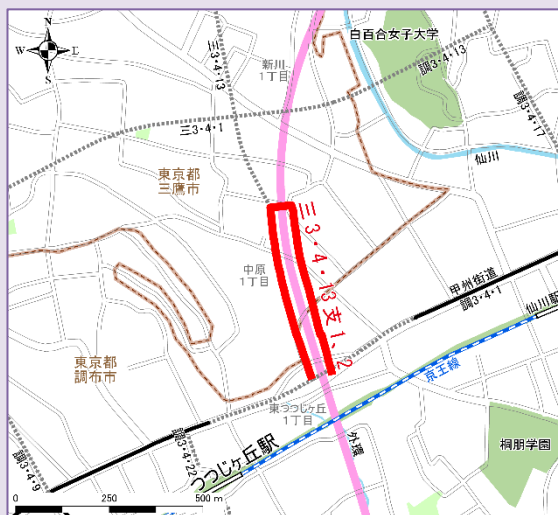 N
W
E
S
白百合女子大学
調3・4・13
三3・4・13
新川
1丁目
三3・4・1
調3・4・17
仙川
東京都
三鷹市
中原
1丁目
三3・4・13支1、2
甲州街道
調3・4・1
仙川駅
京王線
東京都
調布市
東つつじヶ丘
1丁目
外環
桐朋学園
つつじヶ丘駅
調3・4・22
調3・4・9
0
250
500 m